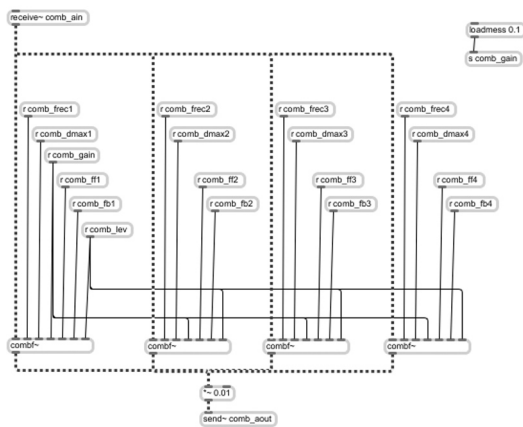 receive~ comb_ain
loadmess 0.1
s comb_gain
r comb_frec1
r comb_frec2
r comb_frec3
r comb_frec4
r comb_dmax1
r comb_dmax2
r comb_dmax3
r comb_dmax4
r comb_gain
r comb_ff1
r comb_ff2
r comb_ff3
r comb_ff4
r comb_fb1
r comb_fb2
r comb_fb3
r comb_fb4
r comb_lev
combf~
combf~
combf~
combf~
*~ 0.01
send~ comb_aout